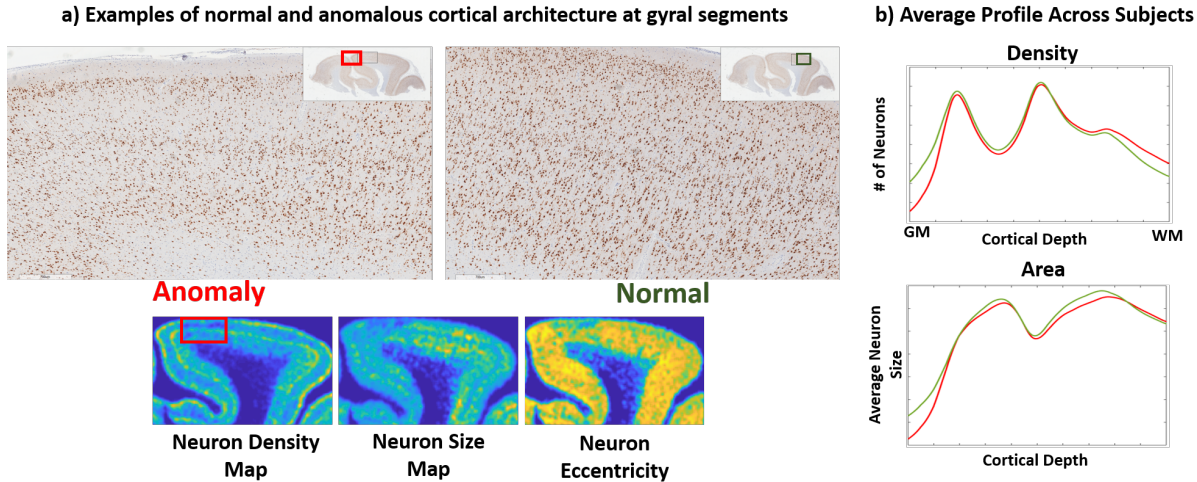 a) Examples of normal and anomalous cortical architecture at gyral segments
Anomaly
Normal
Neuron Density
Map
Neuron Size
Map
Neuron
Eccentricity
b) Average Profile Across Subjects
Density
# of Neurons
GM
Cortical Depth
WM
Area
Average Neuron
Size
Cortical Depth